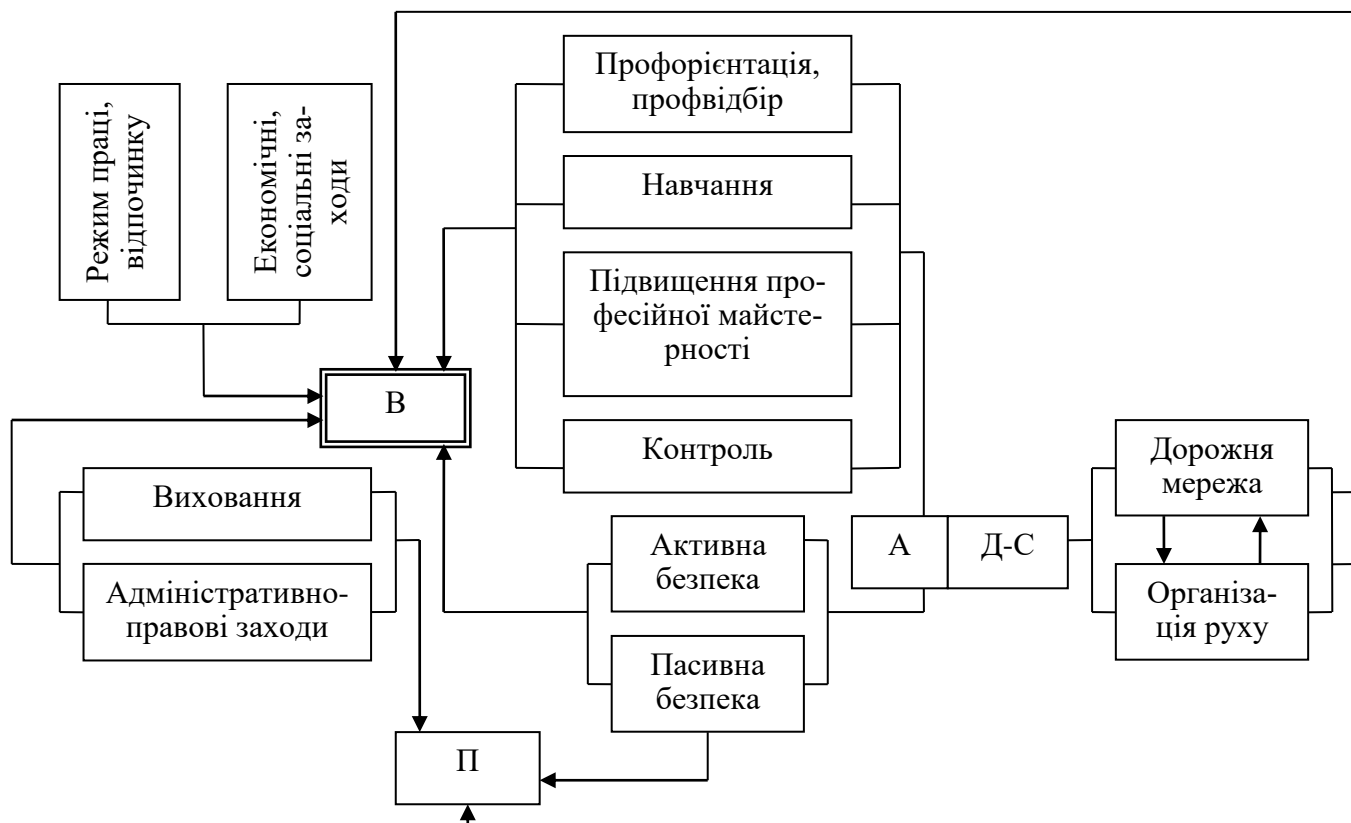 Профорієнтація,
профвідбір
Режим праці,
відпочинку
Економічні,
соціальні за-
ходи
Навчання
Підвищення про-
фесійної майсте-
рності
В
Контроль
Виховання
Адміністративно-
правові заходи
Активна
безпека
Пасивна
безпека
А
Д-С
Дорожня
мережа
Організа-
ція руху
П